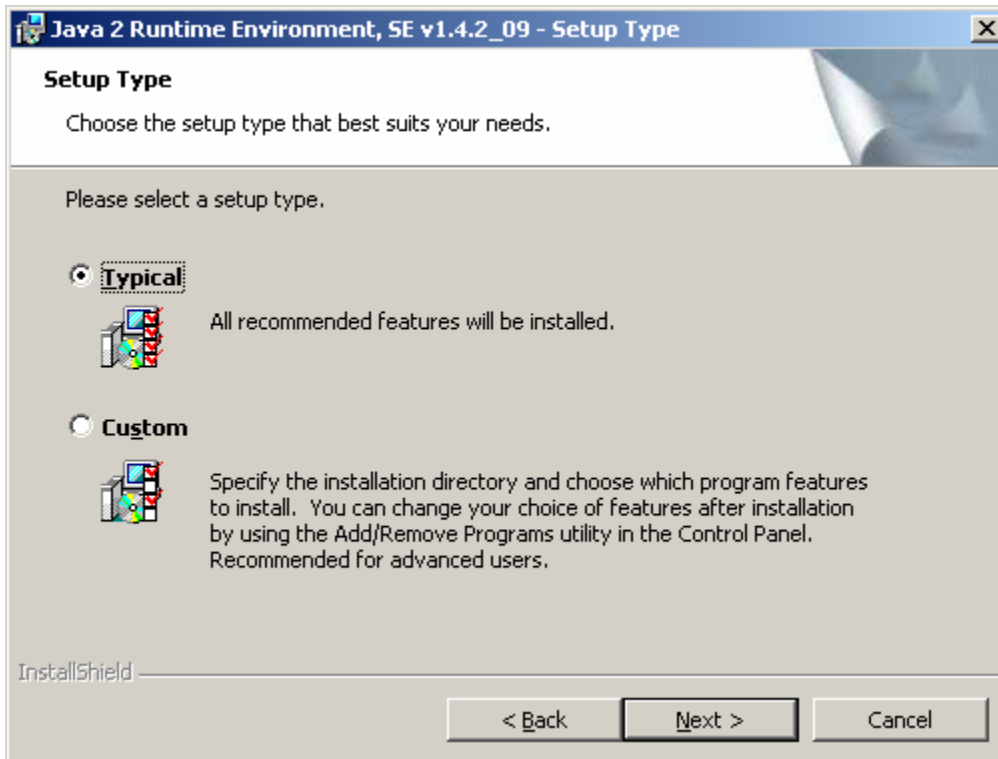 Java 2 Runtime Environment, SE v1.4.2_09 - Setup Type
Setup Type
Choose the setup type that best suits your needs.
Please select a setup type.
Typical
All recommended features will be installed.
Custom
Specify the installation directory and choose which program features
to install. You can change your choice of features after installation
by using the Add/Remove Programs utility in the Control Panel.
Recommended for advanced users.
InstallShield
< Back Next > Cancel